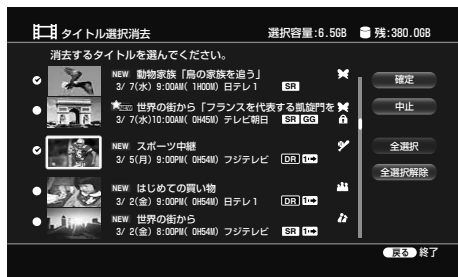 タイトル選択消去 選択容量:6.5GB 残:380.0GB
消去するタイトルを選んでください。
NEW 動物家族「鳥の家族を追う」
3/ 7(水) 9:00AM( 1H00M) 日テレ1 SR
世界の街から「フランスを代表する凱旋門を
3/ 7(水)10:00AM( 0H45M) テレビ朝日 SR GG
NEW スポーツ中継
3/ 5(月) 9:00PM( 0H54M) フジテレビ DR 1
NEW はじめての買い物
3/ 2(金) 9:00PM( 0H54M) 日テレ1 DR 1
NEW 世界の街から
3/ 2(金) 8:00PM( 0H54M) フジテレビ SR 1
確定
中止
全選択
全選択解除
戻る 終了